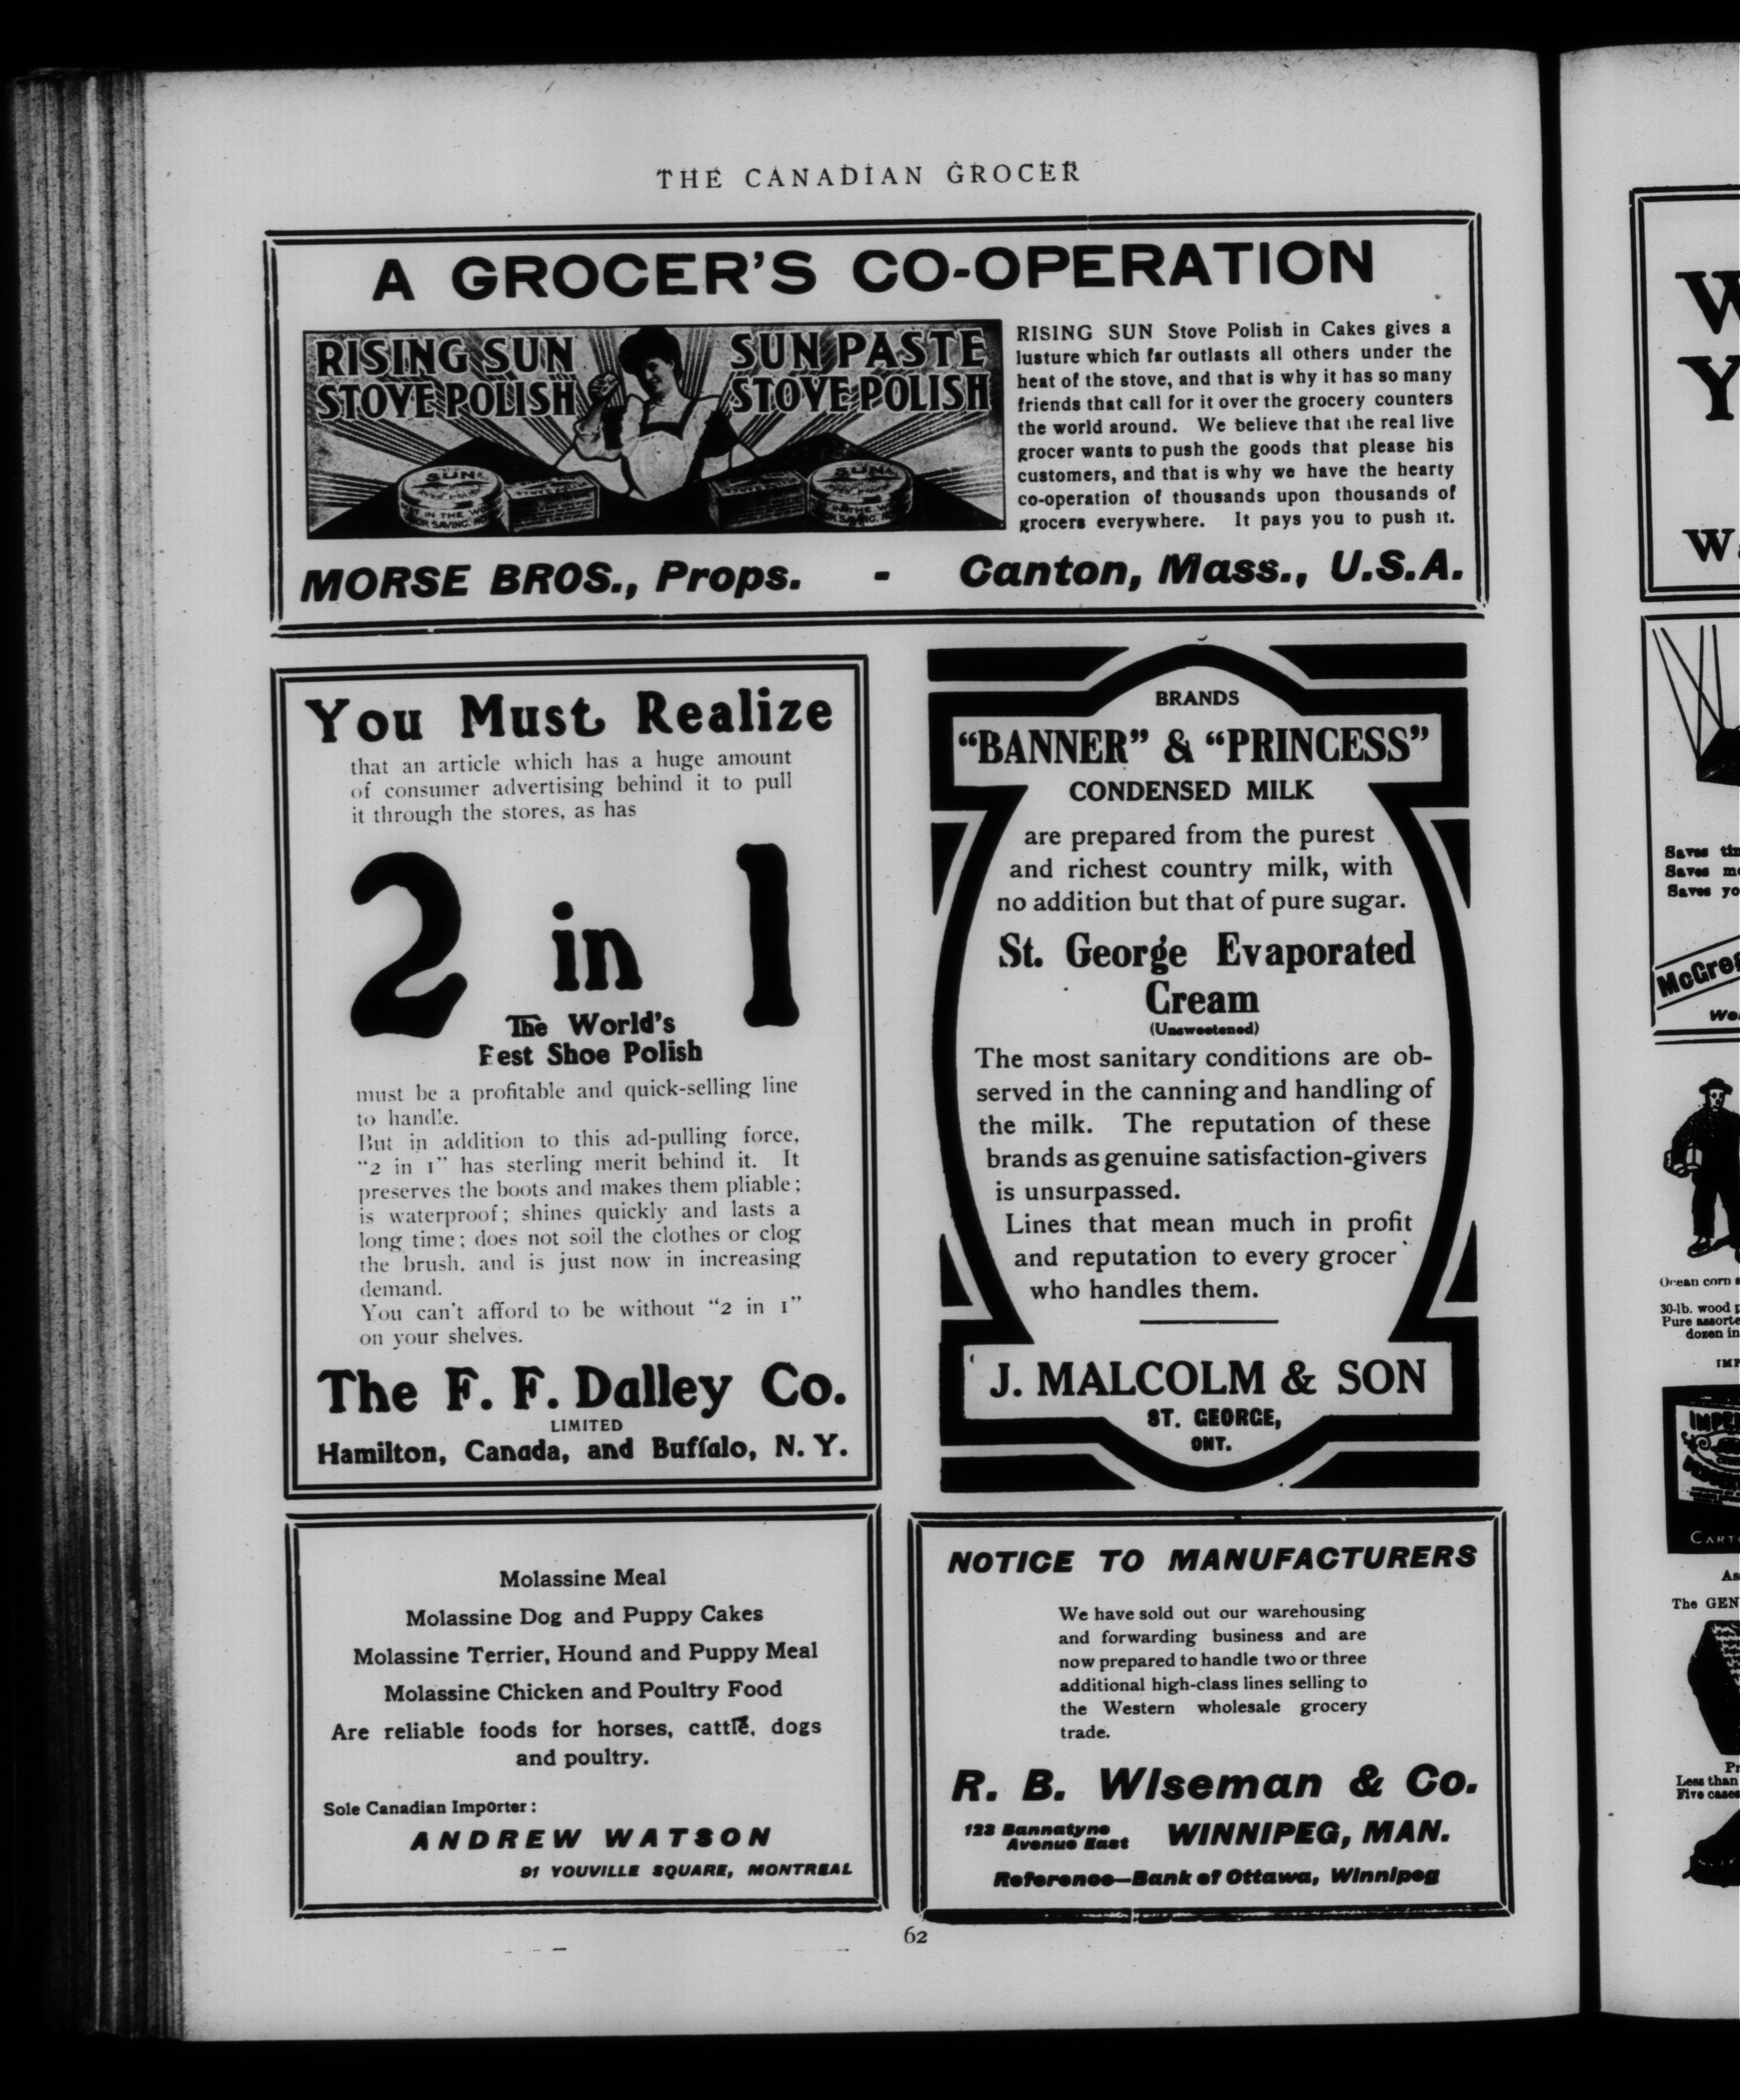 THE CANADIAN GROCER
A GROCER'S CO-OPERATION
RISING SUN
STOVE POLISH
SUN PASTE
STOVE POLISH
RISING SUN Stove Polish in Cakes gives a
lusture which far outlasts all others under the
heat of the stove, and that is why it has so many
friends that call for it over the grocery counters
the world around. We believe that the real live
grocer wants to push the goods that please his
customers, and that is why we have the hearty
co-operation of thousands upon thousands of
grocers everywhere. It pays you to push it.
MORSE BROS., Props. - Canton, Mass., U.S.A.
You Must Realize
that an article which has a huge amount
of consumer advertising behind it to pull
it through the stores, as has
2 in 1
The World's
Best Shoe Polish
must be a profitable and quick-selling line
to handle.
But in addition to this ad-pulling force,
"2 in 1" has sterling merit behind it. It
preserves the boots and makes them pliable;
is waterproof; shines quickly and lasts a
long time; does not soil the clothes or clog
the brush, and is just now in increasing
demand.
You can't afford to be without "2 in 1"
on your shelves.
The F. F. Dalley Co.
LIMITED
Hamilton, Canada, and Buffalo, N. Y.
BRANDS
"BANNER" & "PRINCESS"
CONDENSED MILK
are prepared from the purest
and richest country milk, with
no addition but that of pure sugar.
St. George Evaporated
Cream
(Unsweetened)
The most sanitary conditions are ob-
served in the canning and handling of
the milk. The reputation of these
brands as genuine satisfaction-givers
is unsurpassed.
Lines that mean much in profit
and reputation to every grocer
who handles them.
J. MALCOLM & SON
ST. GEORGE,
ONT.
Molassine Meal
Molassine Dog and Puppy Cakes
Molassine Terrier, Hound and Puppy Meal
Molassine Chicken and Poultry Food
Are reliable foods for horses, cattle, dogs
and poultry.
Sole Canadian Importer:
ANDREW WATSON
91 YOUVILLE SQUARE, MONTREAL
NOTICE TO MANUFACTURERS
We have sold out our warehousing
and forwarding business and are
now prepared to handle two or three
additional high-class lines selling to
the Western wholesale grocery
trade.
R. B. Wiseman & Co.
123 Bannatyne
Avenue East
WINNIPEG, MAN.
Reference—Bank of Ottawa, Winnipeg
62
Saves
Saves
Saves
Ocean corn
30-lb. wood
Pure
dozen in
The
Less than
Five cases